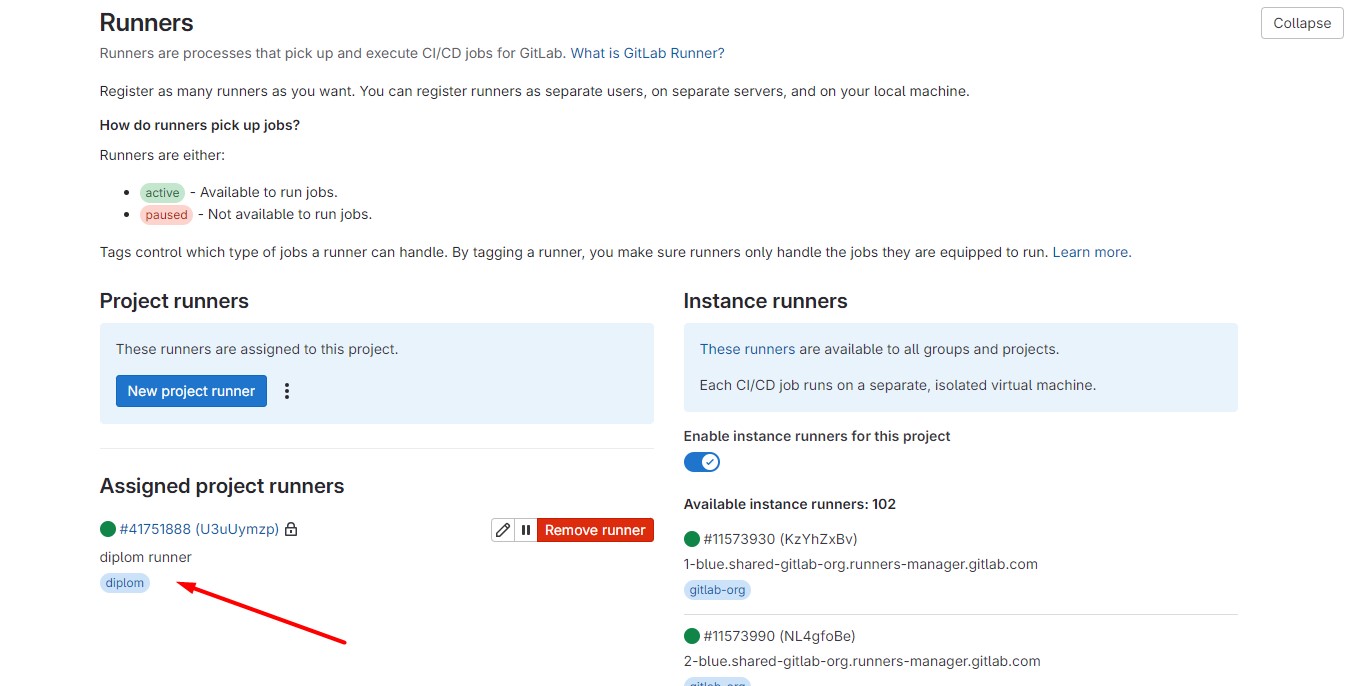 Runners
Collapse
Runners are processes that pick up and execute CI/CD jobs for GitLab. What is GitLab Runner?
Register as many runners as you want. You can register runners as separate users, on separate servers, and on your local machine.
How do runners pick up jobs?
Runners are either:
active - Available to run jobs.
paused - Not available to run jobs.
Tags control which type of jobs a runner can handle. By tagging a runner, you make sure runners only handle the jobs they are equipped to run. Learn more.
Project runners
These runners are assigned to this project.
New project runner
Assigned project runners
#41751888 (U3uUymzp)
Remove runner
diplom runner
diplom
Instance runners
These runners are available to all groups and projects.
Each CI/CD job runs on a separate, isolated virtual machine.
Enable instance runners for this project
Available instance runners: 102
#11573930 (KzYhZxBv)
1-blue.shared-gitlab-org.runners-manager.gitlab.com
gitlab-org
#11573990 (NL4gfoBe)
2-blue.shared-gitlab-org.runners-manager.gitlab.com
gitlab-org